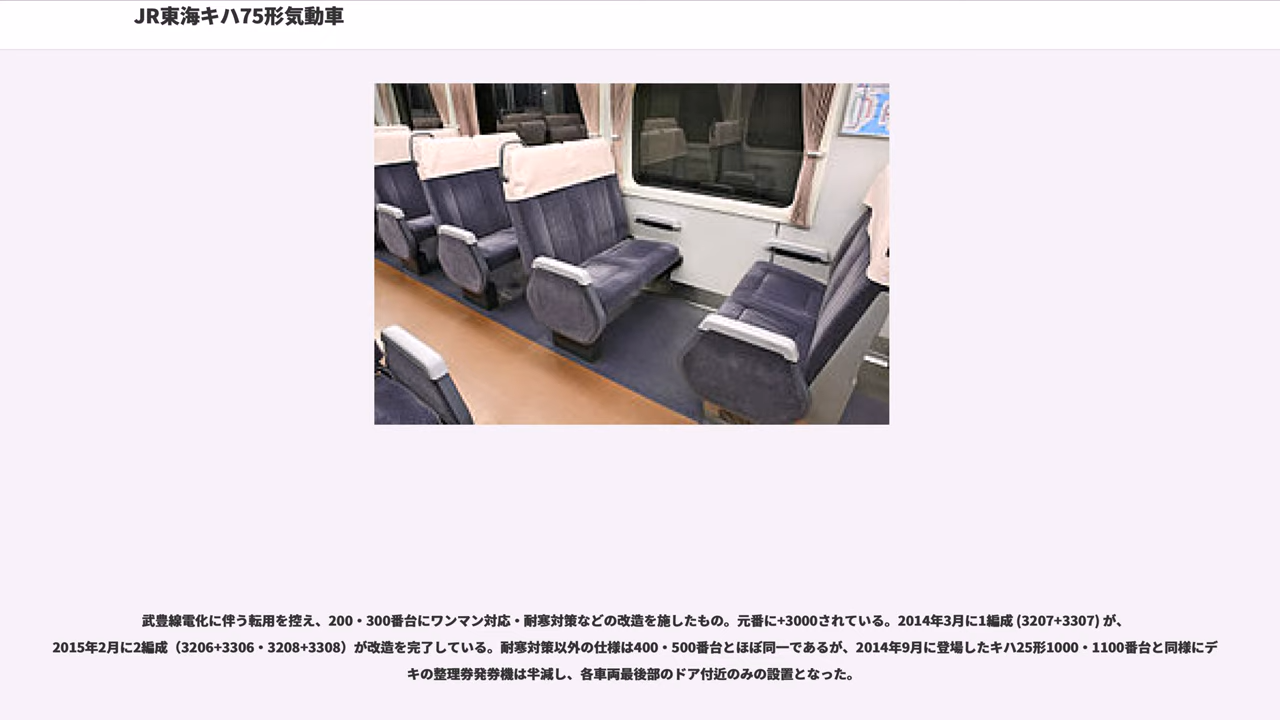 JR東海キハ75形気動車
武豊線電化に伴う転用を控え、200・300番台にワンマン対応・耐寒対策などの改造を施したもの。元番に+3000されている。2014年3月に1編成 (3207+3307) が、
2015年2月に2編成（3206+3306・3208+3308）が改造を完了している。耐寒対策以外の仕様は400・500番台とほぼ同一であるが、2014年9月に登場したキハ25形1000・1100番台と同様にデ
キの整理券発券機は半減し、各車両最後部のドア付近のみの設置となった。